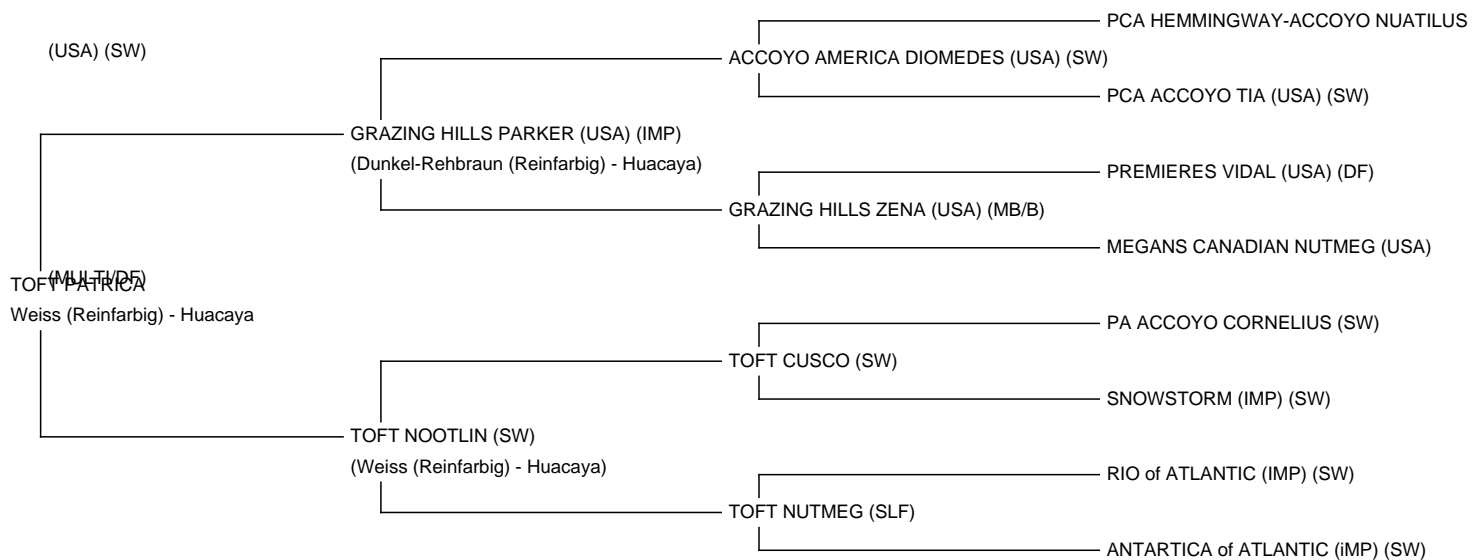 PCA HEMMINGWAY-ACCOYO NUATILUS
(USA) (SW)
ACCOYO AMERICA DIOMEDES (USA) (SW)
PCA ACCOYO TIA (USA) (SW)
GRAZING HILLS PARKER (USA) (IMP)
(Dunkel-Rehbraun (Reinfarbig) - Huacaya)
PREMIERES VIDAL (USA) (DF)
GRAZING HILLS ZENA (USA) (MB/B)
MEGANS CANADIAN NUTMEG (USA)
(MULTI/DF)
TOFT PATRICA
Weiss (Reinfarbig) - Huacaya
PA ACCOYO CORNELIUS (SW)
TOFT CUSCO (SW)
SNOWSTORM (IMP) (SW)
TOFT NOOTLIN (SW)
(Weiss (Reinfarbig) - Huacaya)
RIO of ATLANTIC (IMP) (SW)
TOFT NUTMEG (SLF)
ANTARTICA of ATLANTIC (iMP) (SW)